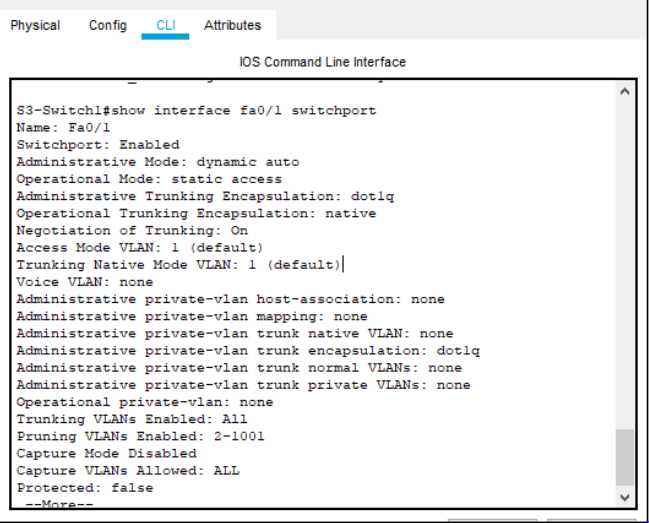 Physical Config CLI Attributes
IOS Command Line Interface
S3-Switch1#show interface fa0/1 switchport
Name: Fa0/1
Switchport: Enabled
Administrative Mode: dynamic auto
Operational Mode: static access
Administrative Trunking Encapsulation: dot1q
Operational Trunking Encapsulation: native
Negotiation of Trunking: On
Access Mode VLAN: 1 (default)
Trunking Native Mode VLAN: 1 (default)
Voice VLAN: none
Administrative private-vlan host-association: none
Administrative private-vlan mapping: none
Administrative private-vlan trunk native VLAN: none
Administrative private-vlan trunk encapsulation: dot1q
Administrative private-vlan trunk normal VLANs: none
Administrative private-vlan trunk private VLANs: none
Operational private-vlan: none
Trunking VLANs Enabled: All
Pruning VLANs Enabled: 2-1001
Capture Mode Disabled
Capture VLANs Allowed: ALL
Protected: false
--More--